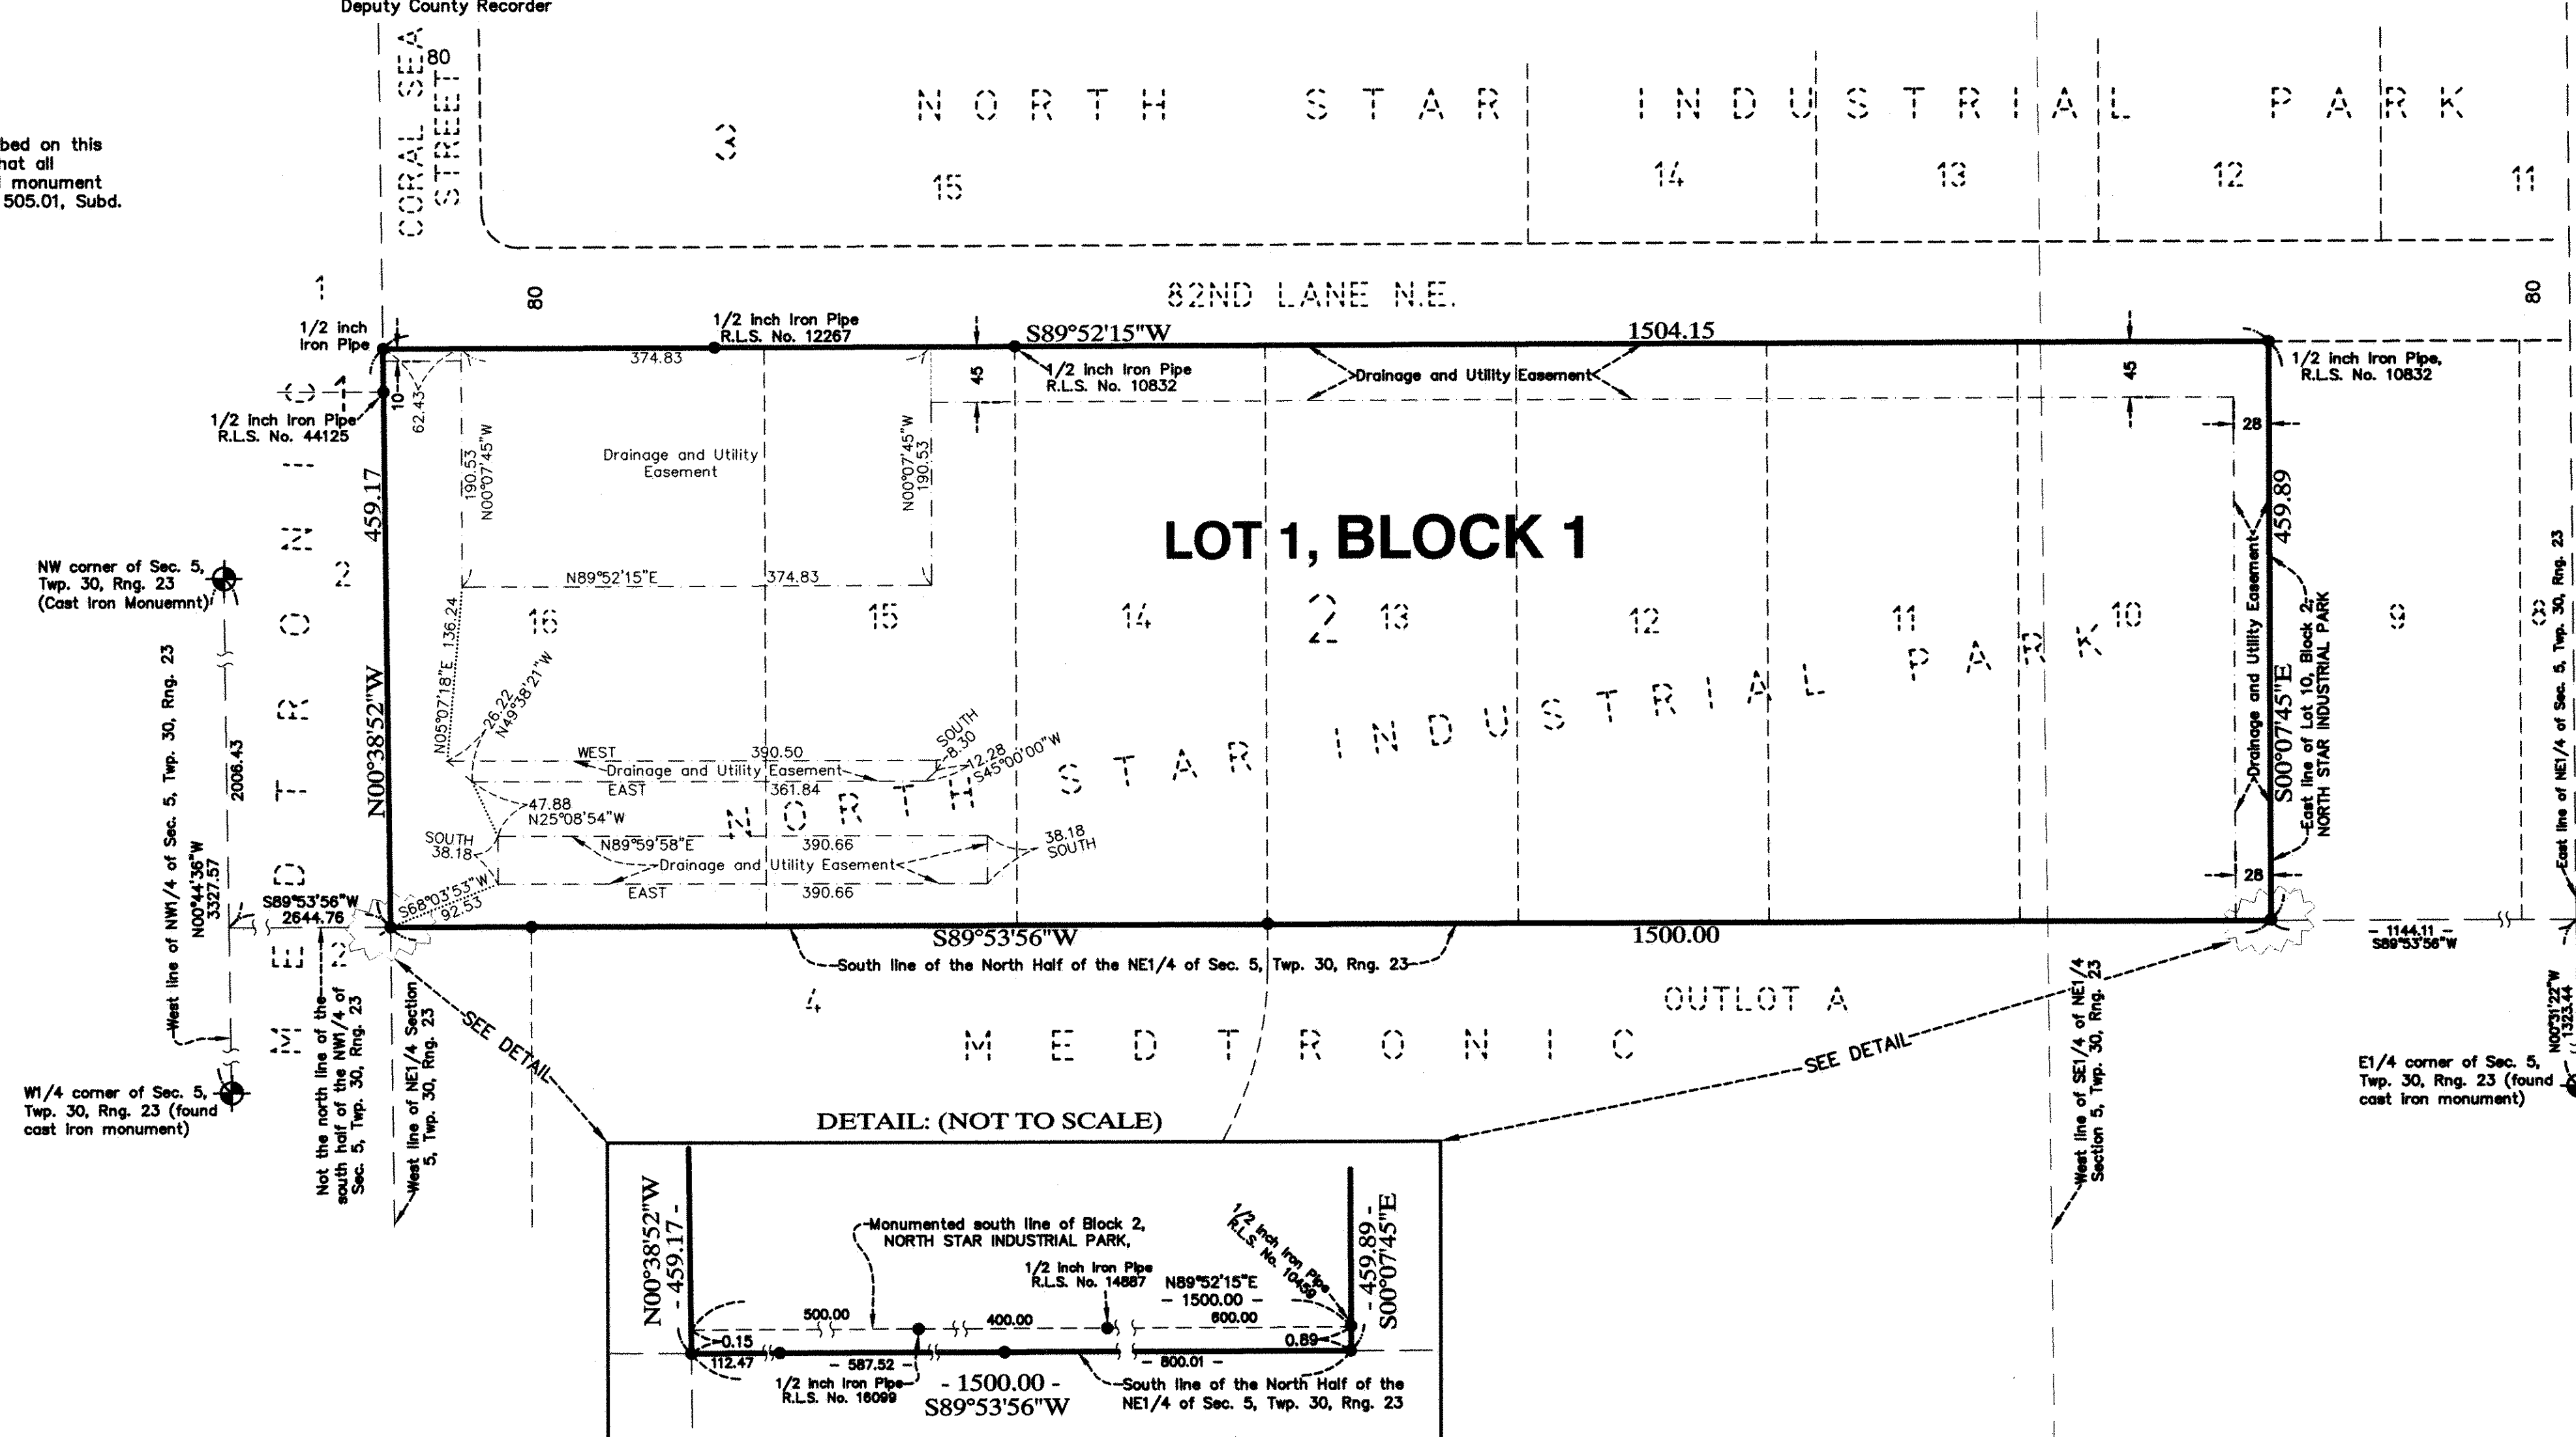 Deputy County Recorder
CORAL SEA
STREET
80
bed on this
hat all
monument
505.01, Subd.
NORTH STAR INDUSTRIAL PARK
3
15
14
13
12
11
1
80
82ND LANE N.E.
80
1/2 inch
Iron Pipe
1/2 inch Iron Pipe
R.L.S. No. 12267
S89°52'15"W
1504.15
374.83
1/2 inch Iron Pipe
R.L.S. No. 10832
45
Drainage and Utility Easement
45
1/2 inch Iron Pipe,
R.L.S. No. 10832
1
10
62.43
1/2 inch Iron Pipe
R.L.S. No. 44125
28
190.53
N00°07'45"W
Drainage and Utility
Easement
N00°07'45"W
190.53
459.17
459.89
LOT 1, BLOCK 1
NW corner of Sec. 5,
Twp. 30, Rng. 23
(Cast Iron Monuemnt)
2
N89°52'15"E
374.83
16
15
14
2
13
12
11
10
9
8
N05°07'18"E 136.24
26.22
N49°38'21"W
NORTH STAR INDUSTRIAL PARK
Drainage and Utility Easement
East line of Lot 10, Block 2,
NORTH STAR INDUSTRIAL PARK
S00°07'45"E
East line of NE1/4 of Sec. 5, Twp. 30, Rng. 23
West line of NW1/4 of Sec. 5, Twp. 30, Rng. 23
2006.43
N00°44'36"W
3327.57
MEDTRONIC
N00°38'52"W
WEST
390.50
SOUTH
8.30
12.28
S45°00'00"W
Drainage and Utility Easement
EAST
361.84
47.88
N25°08'54"W
SOUTH
38.18
N89°59'58"E
390.66
38.18
SOUTH
Drainage and Utility Easement
EAST
390.66
28
S68°03'53"W
92.53
S89°53'56"W
2644.76
S89°53'56"W
1500.00
- 1144.11 -
S89°53'56"W
South line of the North Half of the NE1/4 of Sec. 5, Twp. 30, Rng. 23
2
4
OUTLOT A
MEDTRONIC
Not the north line of the
south half of the NW1/4 of
Sec. 5, Twp. 30, Rng. 23
West line of NE1/4 Section
5, Twp. 30, Rng. 23
SEE DETAIL
SEE DETAIL
West line of SE1/4 of NE1/4
Section 5, Twp. 30, Rng. 23
N00°31'22"W
1323.44
W1/4 corner of Sec. 5,
Twp. 30, Rng. 23 (found
cast iron monument)
E1/4 corner of Sec. 5,
Twp. 30, Rng. 23 (found
cast iron monument)
DETAIL: (NOT TO SCALE)
N00°38'52"W
- 459.17 -
Monumented south line of Block 2,
NORTH STAR INDUSTRIAL PARK,
1/2 inch Iron Pipe
R.L.S. No. 14887
1/2 inch Iron Pipe
R.L.S. No. 10459
N89°52'15"E
- 1500.00 -
- 459.89 -
S00°07'45"E
500.00
400.00
600.00
0.15
0.89
112.47
- 587.52 -
- 800.01 -
1/2 inch Iron Pipe
R.L.S. No. 16099
- 1500.00 -
S89°53'56"W
South line of the North Half of the
NE1/4 of Sec. 5, Twp. 30, Rng. 23